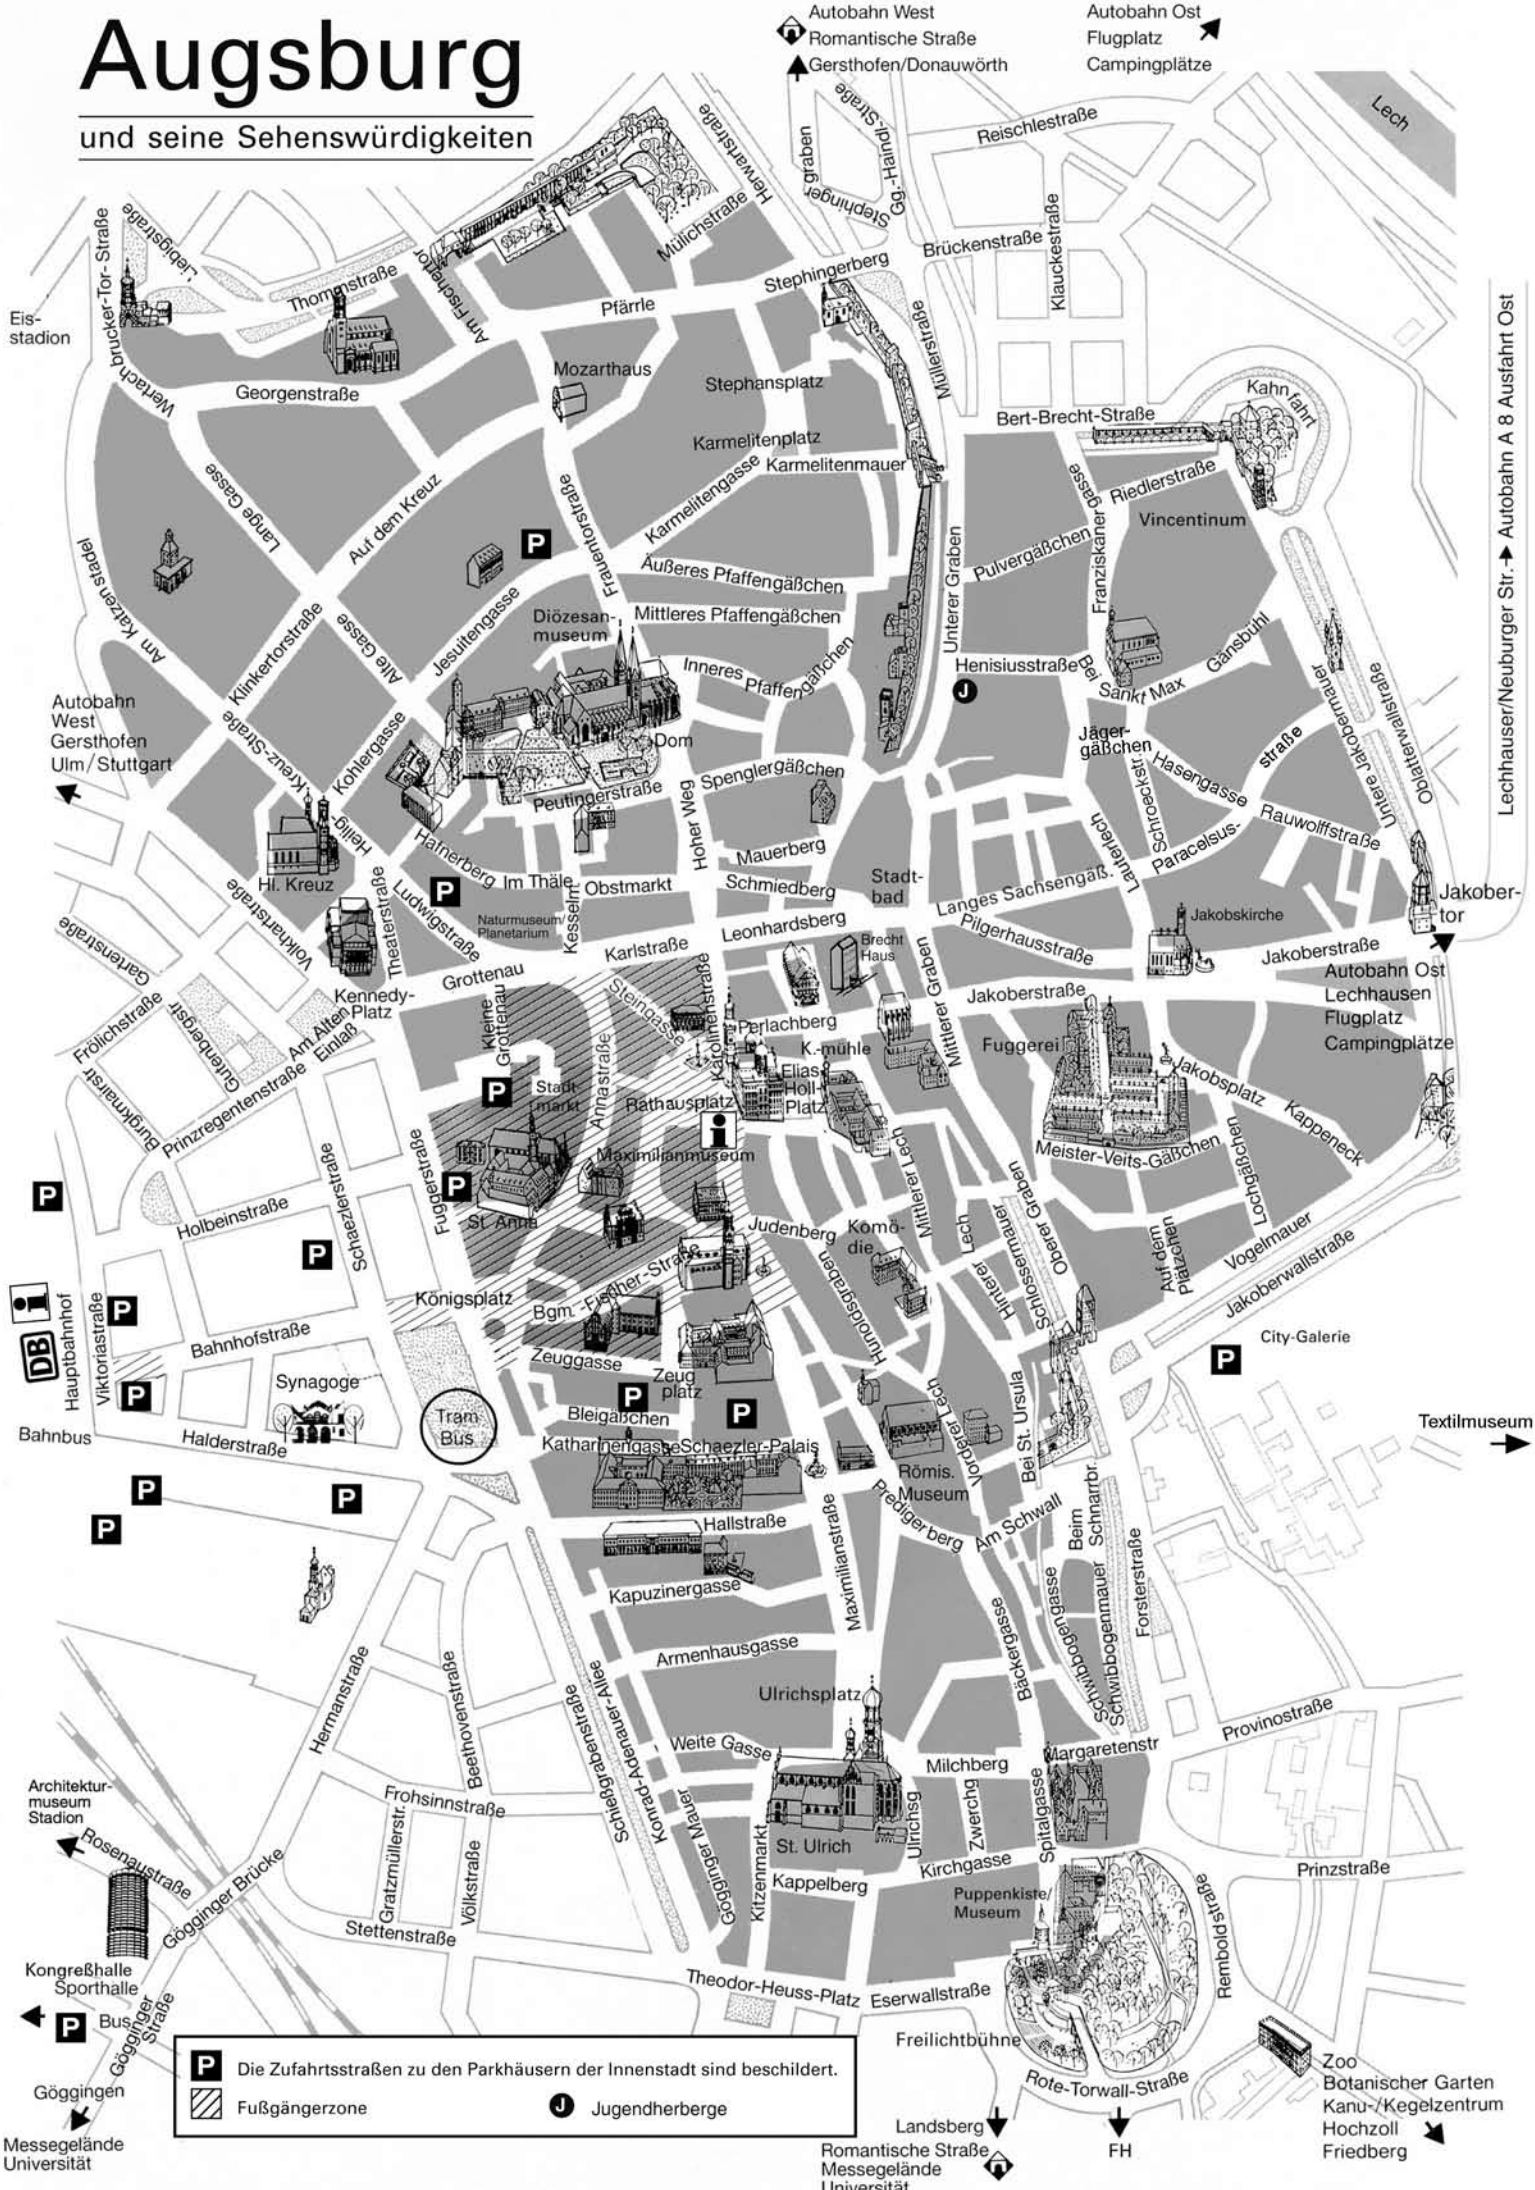 Augsburg
und seine Sehenswürdigkeiten
Autobahn West
Romantische Straße
Gersthofen/Donauwörth
Autobahn Ost
Flugplatz
Campingplätze
Lech
Reischlestraße
Herwartstraße
Stephingergraben
Gg.-Haindl-Straße
Stephinger
Mülichstraße
Brückenstraße
Klauckestraße
Liebigstraße
Wertachbrucker-Tor-Straße
Thommstraße
Am Fischertor
Stephingerberg
Pfärrle
Eis-
stadion
Müllerstraße
Mozarthaus
Stephansplatz
Georgenstraße
Kahnfahrt
Bert-Brecht-Straße
Karmelitenplatz
Karmelitenmauer
Karmelitengasse
Riedlerstraße
Franziskanergasse
Vincentinum
Lange Gasse
Auf dem Kreuz
Frauentorstraße
P
Am Katzenstadel
Unterer Graben
Pulvergäßchen
Äußeres Pfaffengäßchen
Mittleres Pfaffengäßchen
Inneres Pfaffengäßchen
Diözesan-
museum
Jesuitengasse
Klinkertorstraße
Alte Gasse
Henisiusstraße
J
Bei Sankt Max
Gänsbühl
Lechhauser/Neuburger Str. Autobahn A 8 Ausfahrt Ost
Autobahn
West
Gersthofen
Ulm/Stuttgart
Heilig-Kreuz-Straße
Kohlergasse
Dom
Jäger-
gäßchen
Hasengasse
Rauwolffstraße
Untere Jakobermauer
Oblatterwallstraße
Spenglergäßchen
Peutingerstraße
Hoher Weg
Schroeckstr.
Paracelsus-
straße
Lauterlech
Hafnerberg
Mauerberg
Hl. Kreuz
Im Thäle
Obstmarkt
Schmiedberg
Stadt-
bad
Langes Sachsengäß.
P
Ludwigstraße
Theaterstraße
Naturmuseum/
Planetarium
Kesselm
Leonhardsberg
Pilgerhausstraße
Jakobskirche
Jakober-
tor
Gartenstraße
Volkhartstraße
Karlstraße
Brecht
Haus
Jakoberstraße
Grottenau
Mittlerer Graben
Jakoberstraße
Autobahn Ost
Lechhausen
Flugplatz
Campingplätze
Frölichstraße
Gutenbergstr
Kennedy-
Platz
Am Alten
Einlaß
Kleine
Grottenau
Steingasse
Karolinenstraße
Perlachberg
K.-mühle
Fuggerei
Annastraße
Elias
Holl-
Platz
Jakobsplatz
Kappeneck
Burgkmairstr
Prinzregentenstraße
P
Stadt-
markt
Rathausplatz
i
Maximilianmuseum
Meister-Veits-Gäßchen
Lochgäßchen
Schaezlerstraße
Fuggerstraße
P
P
Mittlerer Lech
Oberer Graben
St. Anna
Holbeinstraße
P
Judenberg
Komö-
die
Hinterer Lech
Schlossermauer
Auf dem
Plätzchen
Vogelmauer
Jakoberwallstraße
Königsplatz
Bgm.-Fischer-Straße
Hunoldsgraben
i
DB
Hauptbahnhof
Viktoriastraße
P
Bahnhofstraße
Zeuggasse
Zeug
platz
P
City-Galerie
P
Synagoge
P
P
Bleigäßchen
Tram
Bus
Bei St. Ursula
Vorderer Lech
Bahnbus
Halderstraße
Katharinengasse
Schaezler-Palais
Textilmuseum
P
P
P
Römis.
Museum
Predigerberg
Am Schwall
Hallstraße
Maximilianstraße
Beim
Schnarrbr.
Forsterstraße
Kapuzinergasse
Armenhausgasse
Bäckergasse
Schwibbogengasse
Schwibbogenmauer
Hermanstraße
Beethovenstraße
Schießgrabenstraße
Konrad-Adenauer-Allee
Ulrichsplatz
Provinostraße
Weite Gasse
Milchberg
Margaretenstr
Architektur-
museum
Stadion
Frohsinnstraße
Gögginger Mauer
Kitzenmarkt
St. Ulrich
Ulrichsg
Zwerchg
Spitalgasse
Rosenaustraße
Gögginger Brücke
Gratzmüllerstr.
Völkstraße
Kappelberg
Kirchgasse
Prinzstraße
Stettenstraße
Puppenkiste/
Museum
Remboldstraße
Kongreßhalle
Sporthalle
P
Bus
Gögginger
Straße
Theodor-Heuss-Platz
Eserwallstraße
Freilichtbühne
Rote-Torwall-Straße
Göggingen
Messegelände
Universität
P Die Zufahrtsstraßen zu den Parkhäusern der Innenstadt sind beschildert.
Fußgängerzone
J Jugendherberge
Landsberg
Romantische Straße
Messegelände
Universität
FH
Zoo
Botanischer Garten
Kanu-/Kegelzentrum
Hochzoll
Friedberg